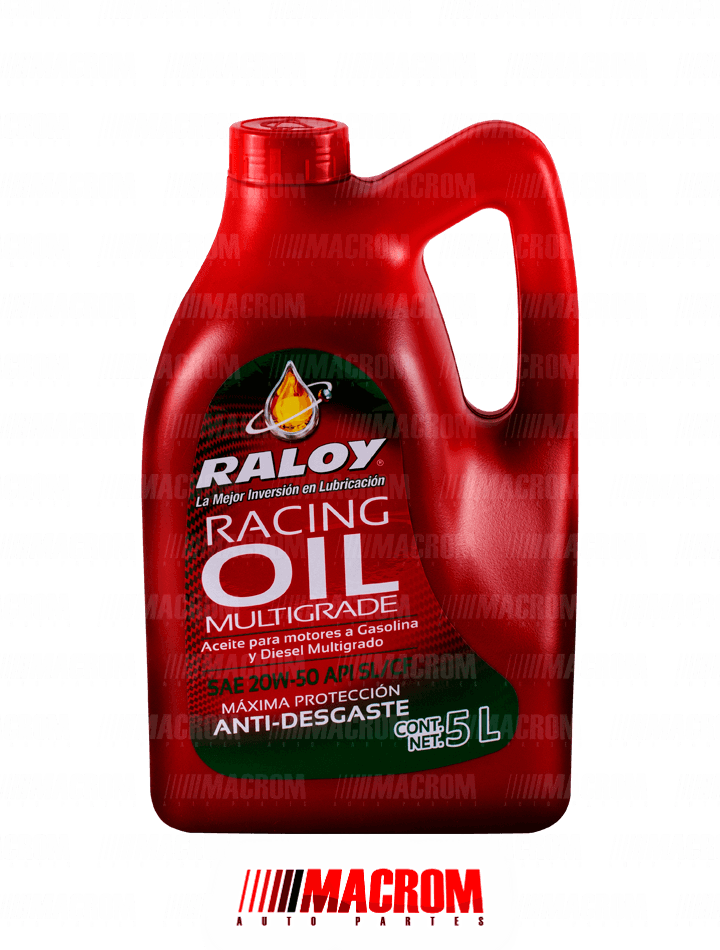 RALOY®
La Mejor Inversión en Lubricación
RACING
OIL
MULTIGRADE
Aceite para motores a Gasolina
y Diesel Multigrado
SAE 20W-50 API SL/CF
MÁXIMA PROTECCIÓN
ANTI-DESGASTE
CONT.
NET. 5 L
MACROM
AUTO PARTES